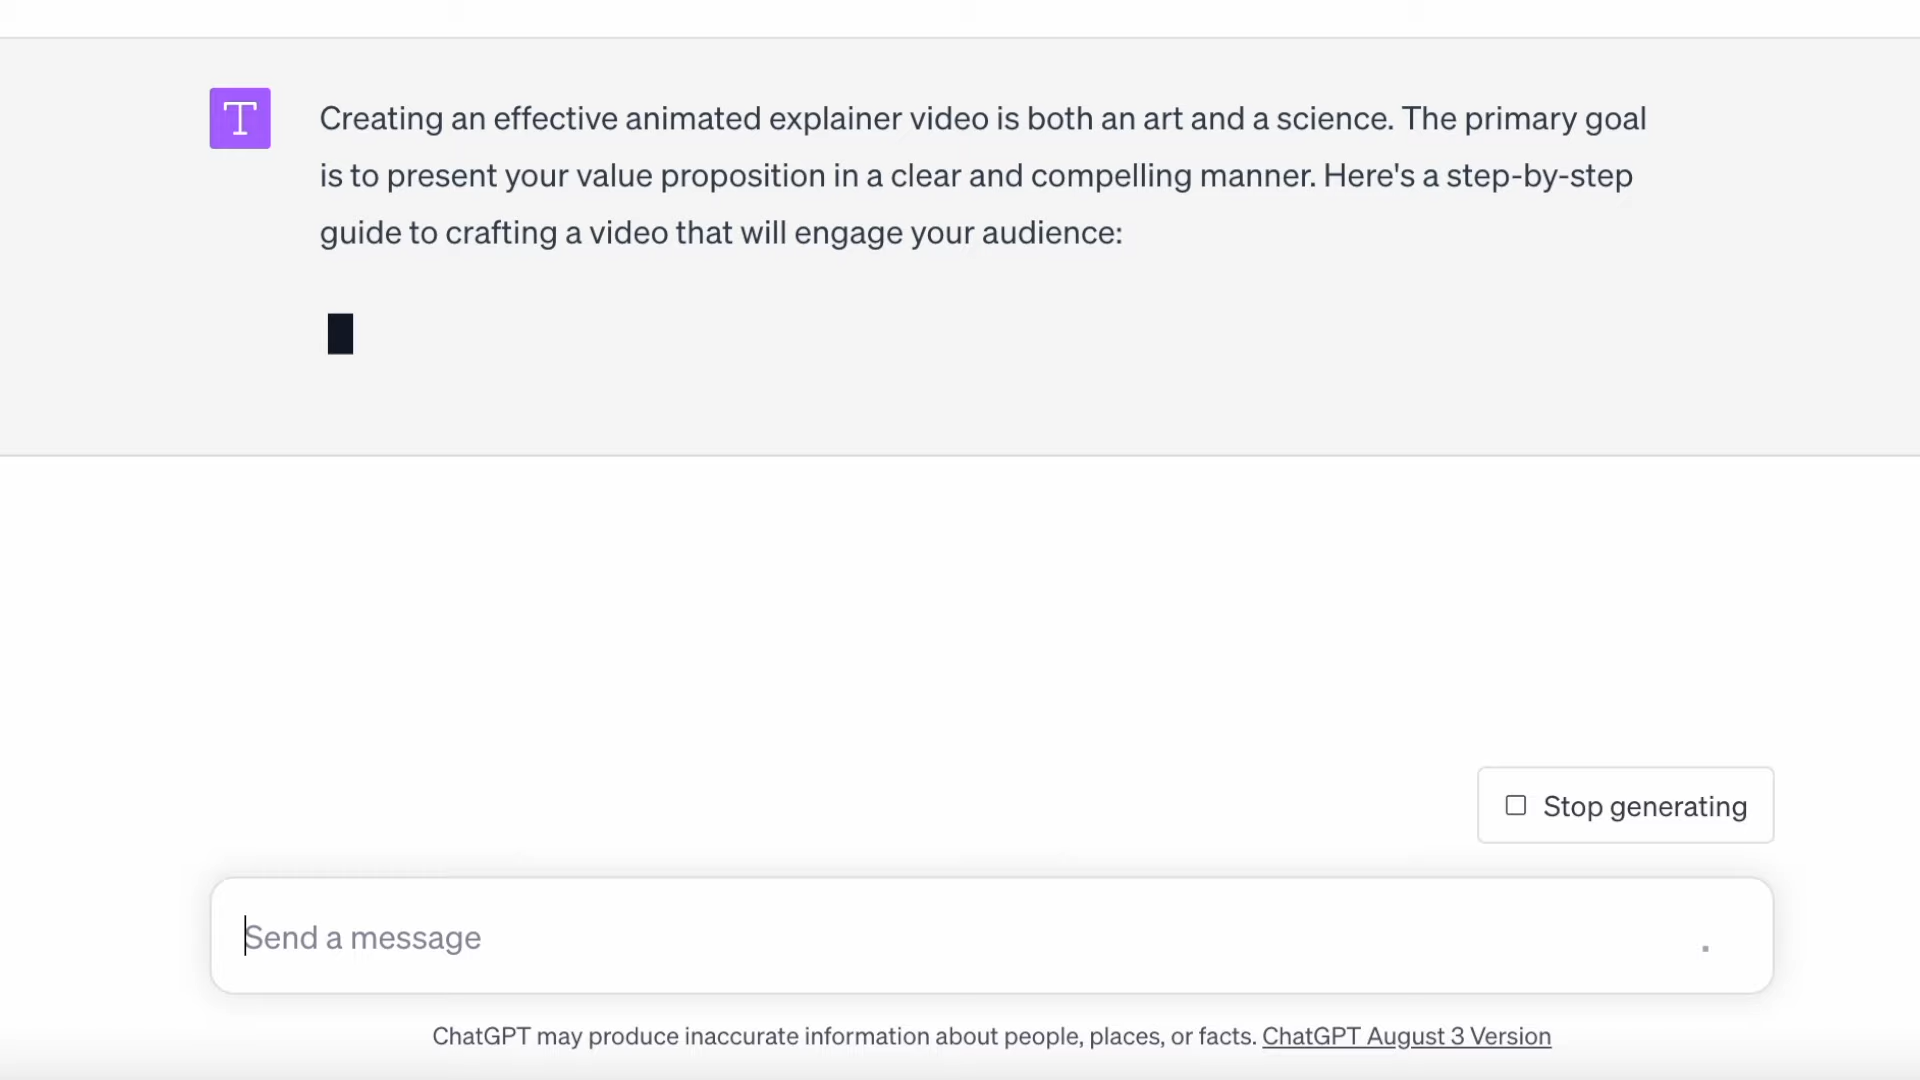 T
Creating an effective animated explainer video is both an art and a science. The primary goal
is to present your value proposition in a clear and compelling manner. Here's a step-by-step
guide to crafting a video that will engage your audience:
Stop generating
Send a message
ChatGPT may produce inaccurate information about people, places, or facts. ChatGPT August 3 Version